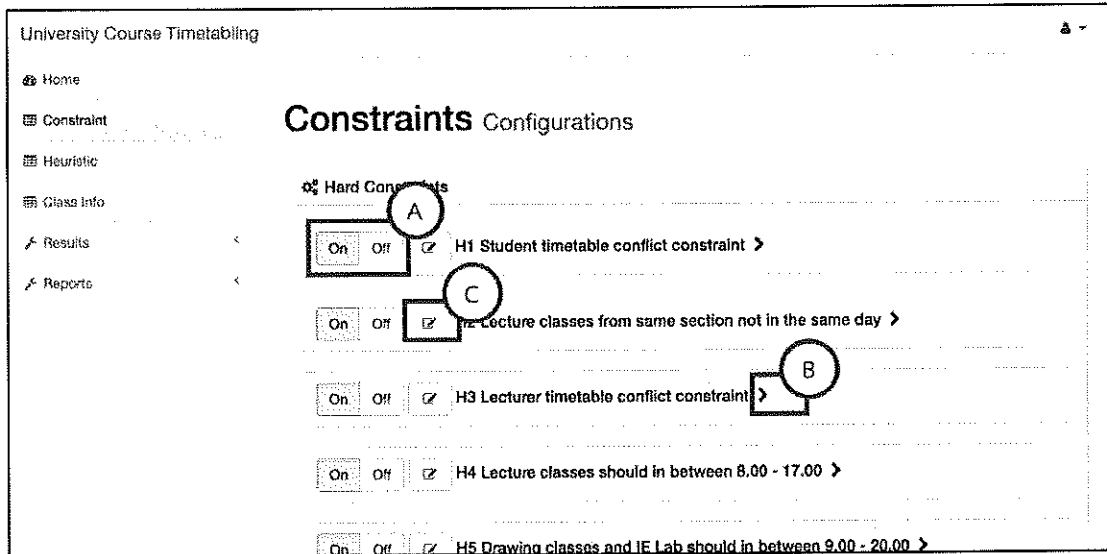 University Course Timetabling
Home
Constraint
Heuristic
Class Info
Results
Reports
Constraints Configurations
Hard Constraints
A
On Off H1 Student timetable conflict constraint
C
On Off H2 Lecture classes from same section not in the same day
B
On Off H3 Lecturer timetable conflict constraint
On Off H4 Lecture classes should in between 8.00 - 17.00
On Off H5 Drawing classes and IE Lab should in between 9.00 - 20.00